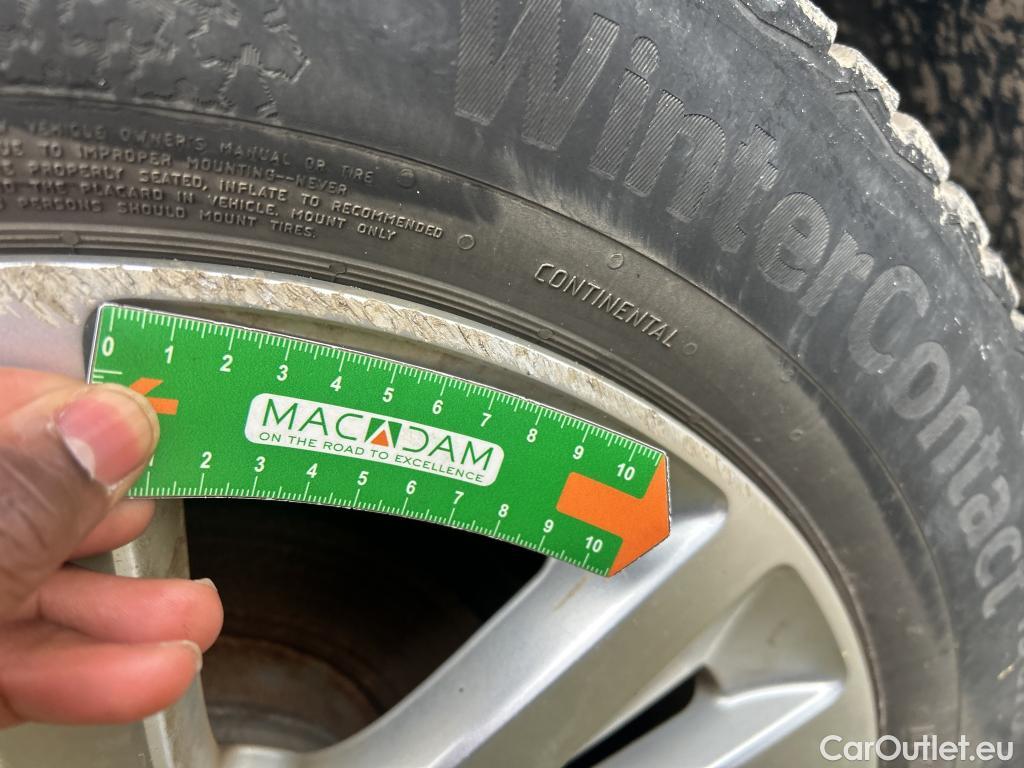 WinterContact
VEHICLE OWNER'S MANUAL OR TIRE
TO IMPROPER MOUNTING--NEVER
PROPERLY SEATED, INFLATE TO RECOMMENDED
THE PLACARD IN VEHICLE. MOUNT ONLY
PERSONS SHOULD MOUNT TIRES.
CONTINENTAL
0 1 2 3 4 5 6 7 8 9 10
MACADAM
ON THE ROAD TO EXCELLENCE
1 2 3 4 5 6 7 8 9 10
CarOutlet.eu